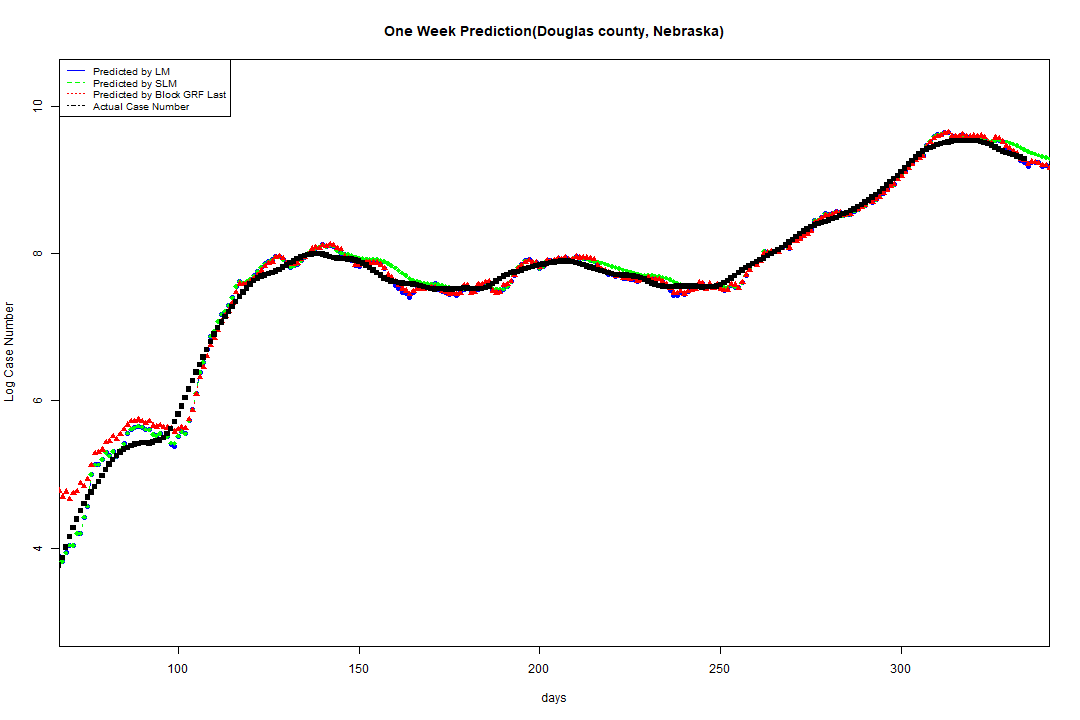 One Week Prediction(Douglas county, Nebraska)
Predicted by LM
Predicted by SLM
Predicted by Block GRF Last
Actual Case Number
10
8
6
4
Log Case Number
100 150 200 250 300
days